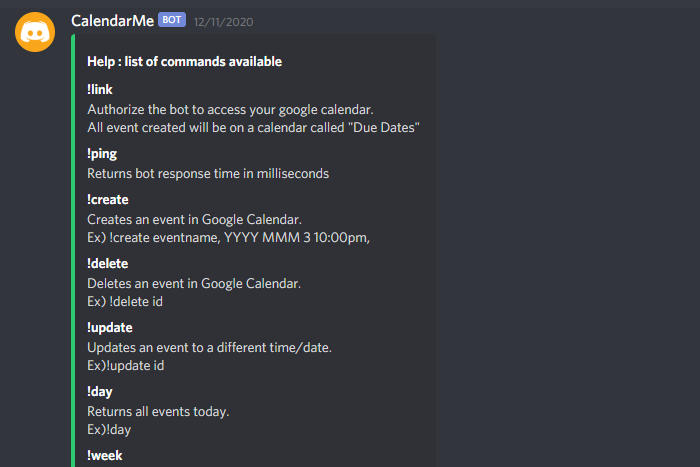 CalendarMe BOT 12/11/2020
Help : list of commands available
!link
Authorize the bot to access your google calendar.
All event created will be on a calendar called "Due Dates"
!ping
Returns bot response time in milliseconds
!create
Creates an event in Google Calendar.
Ex) !create eventname, YYYY MMM 3 10:00pm,
!delete
Deletes an event in Google Calendar.
Ex) !delete id
!update
Updates an event to a different time/date.
Ex)!update id
!day
Returns all events today.
Ex)!day
!week